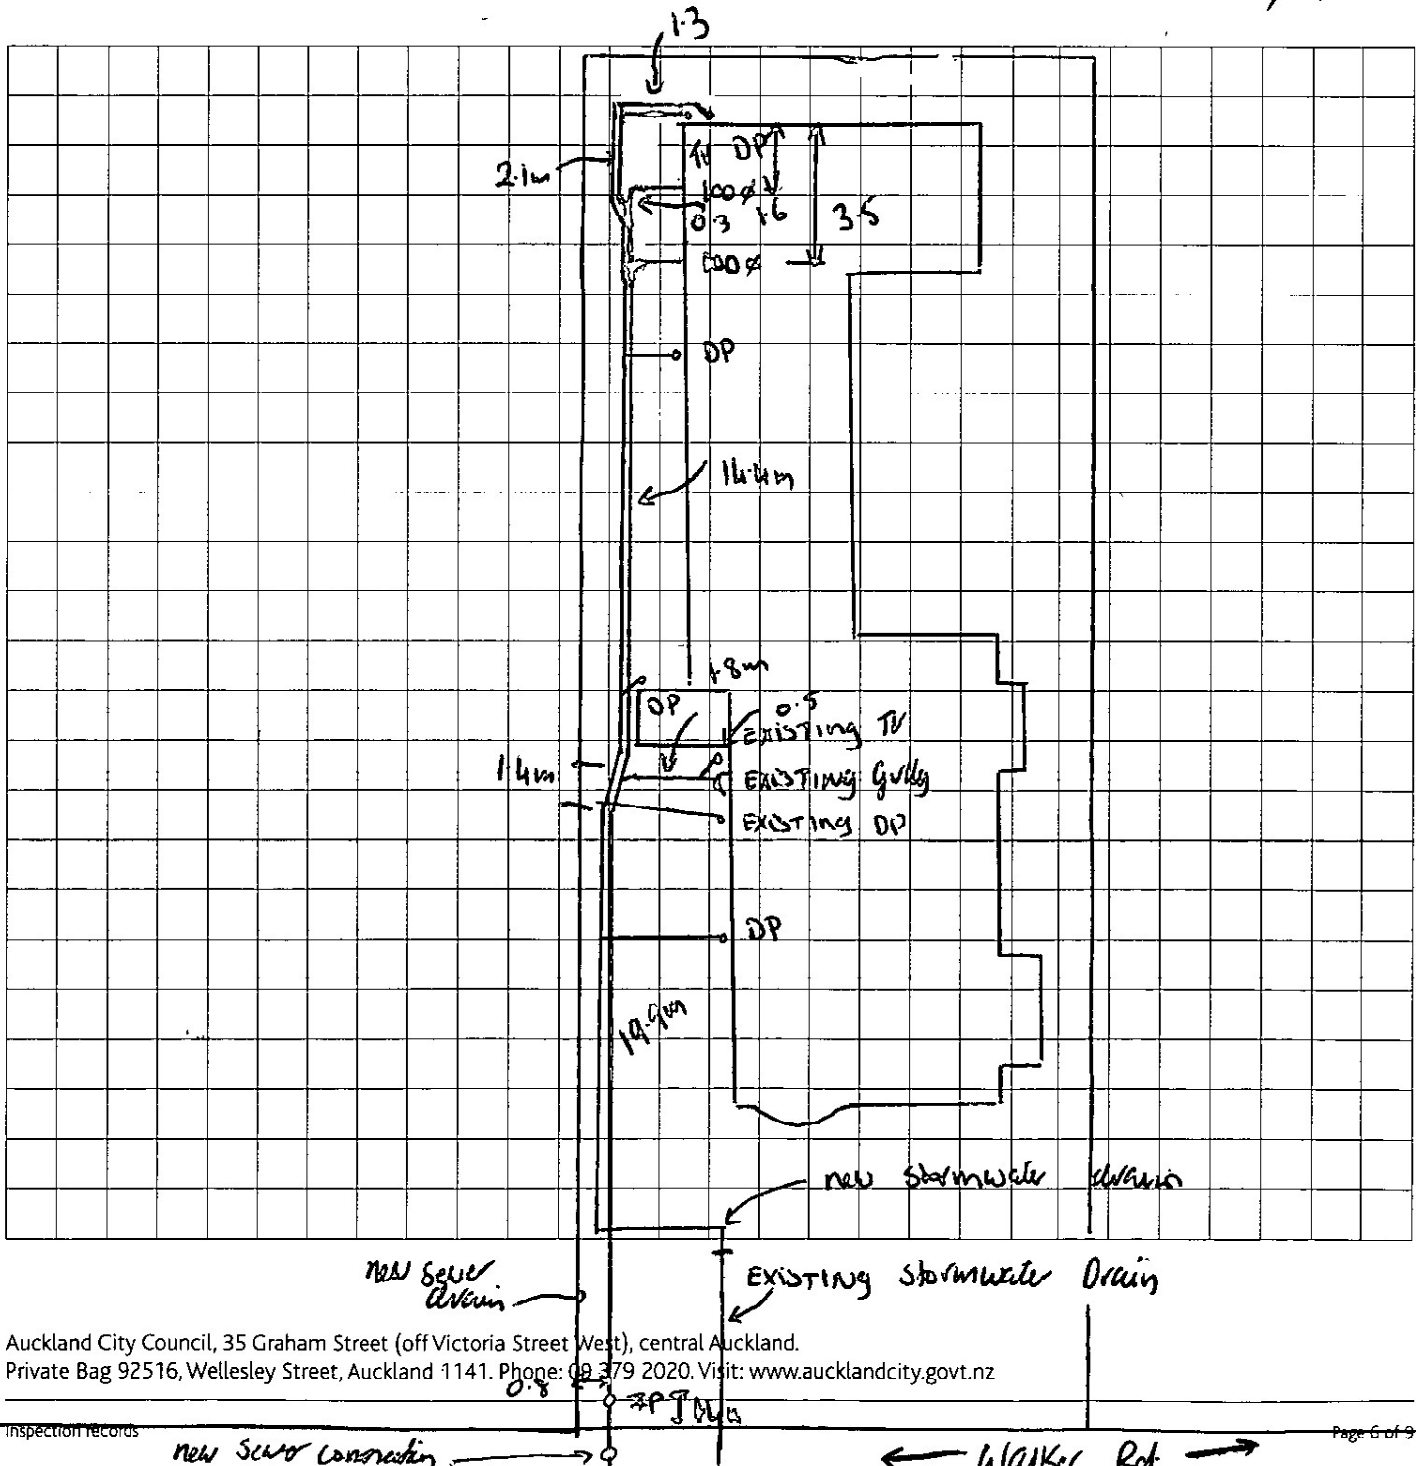 1.3
TV DP
2.1m
100ø
0.3 1.6 3.5
100ø
DP
14.4m
1.8m
DP
0.5
EXISTING TV
1.4m
EXISTING Gully
EXISTING DP
DP
19.9m
new stormwater drain
new sewer
drain
EXISTING Stormwater Drain
Auckland City Council, 35 Graham Street (off Victoria Street West), central Auckland.
Private Bag 92516, Wellesley Street, Auckland 1141. Phone: 09 379 2020. Visit: www.aucklandcity.govt.nz
0.8
Inspection records
Page 6 of 9
new sewer connection
Walker Rd